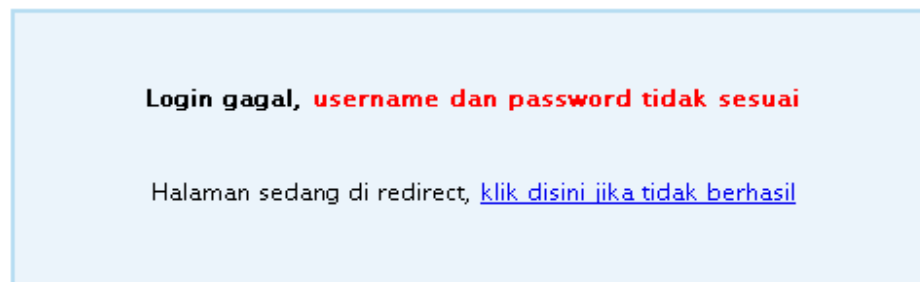 Login gagal, username dan password tidak sesuai
Halaman sedang di redirect, klik disini jika tidak berhasil